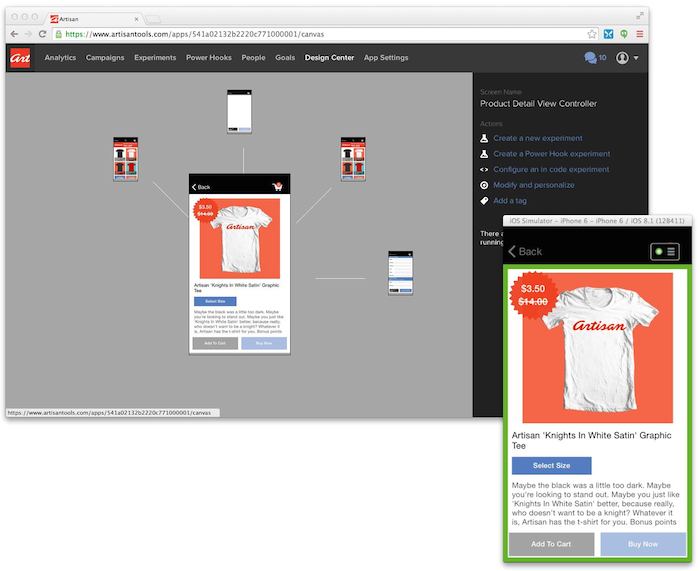 Artisan
https://www.artisantools.com/apps/541a02132b2220c771000001/canvas
Art
Analytics
Campaigns
Experiments
Power Hooks
People
Goals
Design Center
App Settings
10
Screen Name
Product Detail View Controller
Actions
Create a new experiment
Create a Power Hook experiment
<> Configure an in code experiment
Modify and personalize
Add a tag
There a
running
Back
$3.50
$14.00
Artisan
Artisan 'Knights In White Satin' Graphic
Tee
Select Size
Maybe the black was a little too dark. Maybe
you're looking to stand out. Maybe you just like
'Knights In White Satin' better, because really,
who doesn't want to be a knight? Whatever it
is, Artisan has the t-shirt for you. Bonus points
Add To Cart
Buy Now
https://www.artisantools.com/apps/541a02132b2220c771000001/canvas
iOS Simulator – iPhone 6 – iPhone 6 / iOS 8.1 (12B411)
Back
$3.50
$14.00
Artisan
Artisan 'Knights In White Satin' Graphic
Tee
Select Size
Maybe the black was a little too dark. Maybe
you're looking to stand out. Maybe you just like
'Knights In White Satin' better, because really,
who doesn't want to be a knight? Whatever it
is, Artisan has the t-shirt for you. Bonus points
Add To Cart
Buy Now